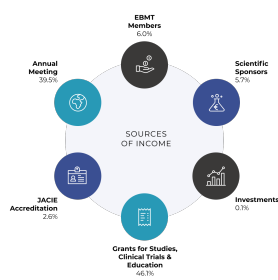 EBMT
Members
6.0%
Annual
Meeting
39.5%
Scientific
Sponsors
5.7%
SOURCES
OF INCOME
JACIE
Accreditation
2.6%
Investments
0.1%
Grants for Studies,
Clinical Trials &
Education
46.1%